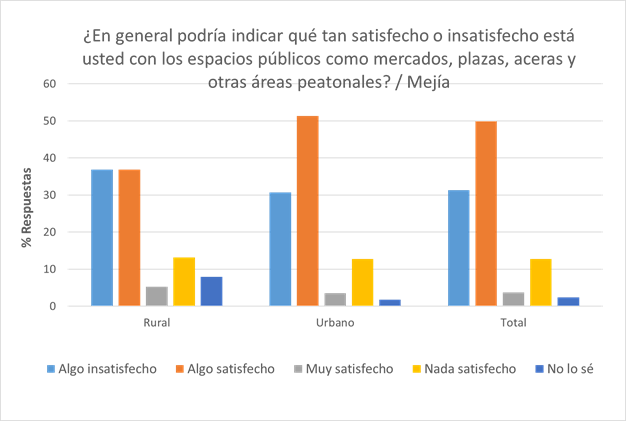 ¿En general podría indicar qué tan satisfecho o insatisfecho está
usted con los espacios públicos como mercados, plazas, aceras y
otras áreas peatonales? / Mejía
60
50
40
30
20
10
0
% Respuestas
Rural Urbano Total
Algo insatisfecho Algo satisfecho Muy satisfecho Nada satisfecho No lo sé